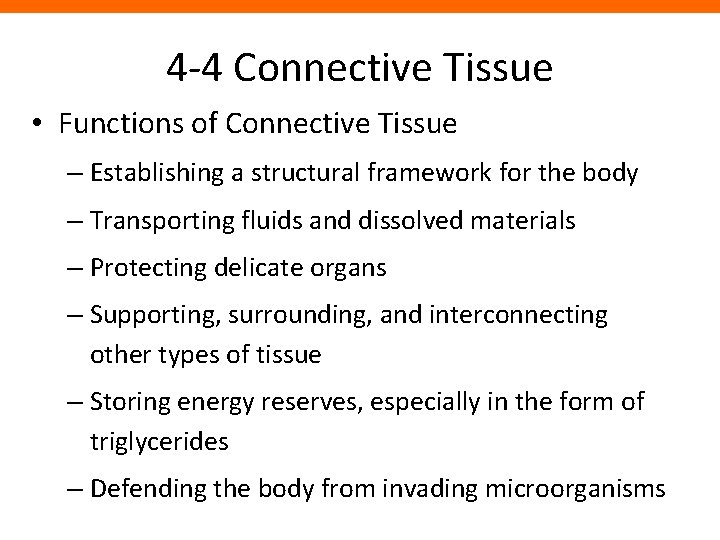 4-4 Connective Tissue
• Functions of Connective Tissue
– Establishing a structural framework for the body
– Transporting fluids and dissolved materials
– Protecting delicate organs
– Supporting, surrounding, and interconnecting
other types of tissue
– Storing energy reserves, especially in the form of
triglycerides
– Defending the body from invading microorganisms